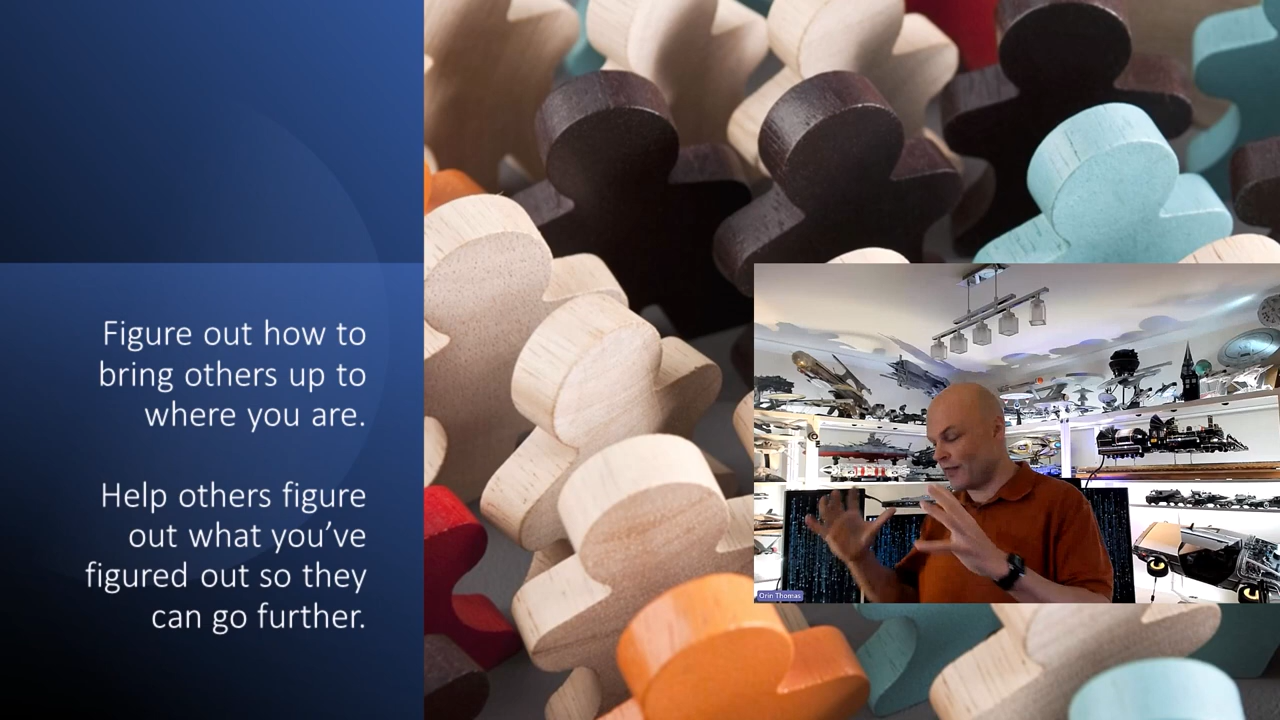 Figure out how to
bring others up to
where you are.
Help others figure
out what you've
figured out so they
can go further.
Orin Thomas